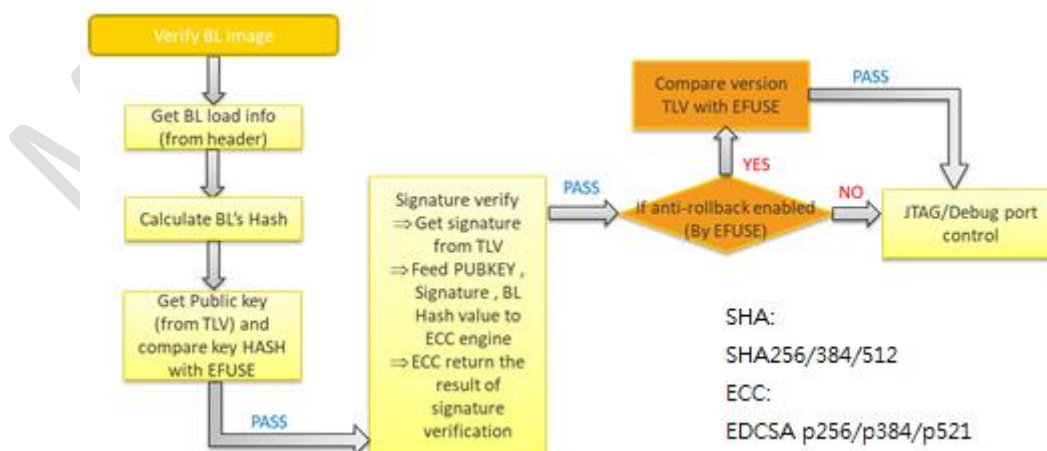 Verify BL image
Get BL load info
(from header)
Calculate BL's Hash
Get Public key
(from TLV) and
compare key HASH
with EFUSE
PASS
Signature verify
⇒ Get signature
from TLV
⇒ Feed PUBKEY ,
Signature , BL
Hash value to
ECC engine
⇒ ECC return the
result of
signature
verification
PASS
If anti-rollback enabled
(By EFUSE)
YES
Compare version
TLV with EFUSE
PASS
NO
JTAG/Debug port
control
SHA:
SHA256/384/512
ECC:
EDCSA p256/p384/p521